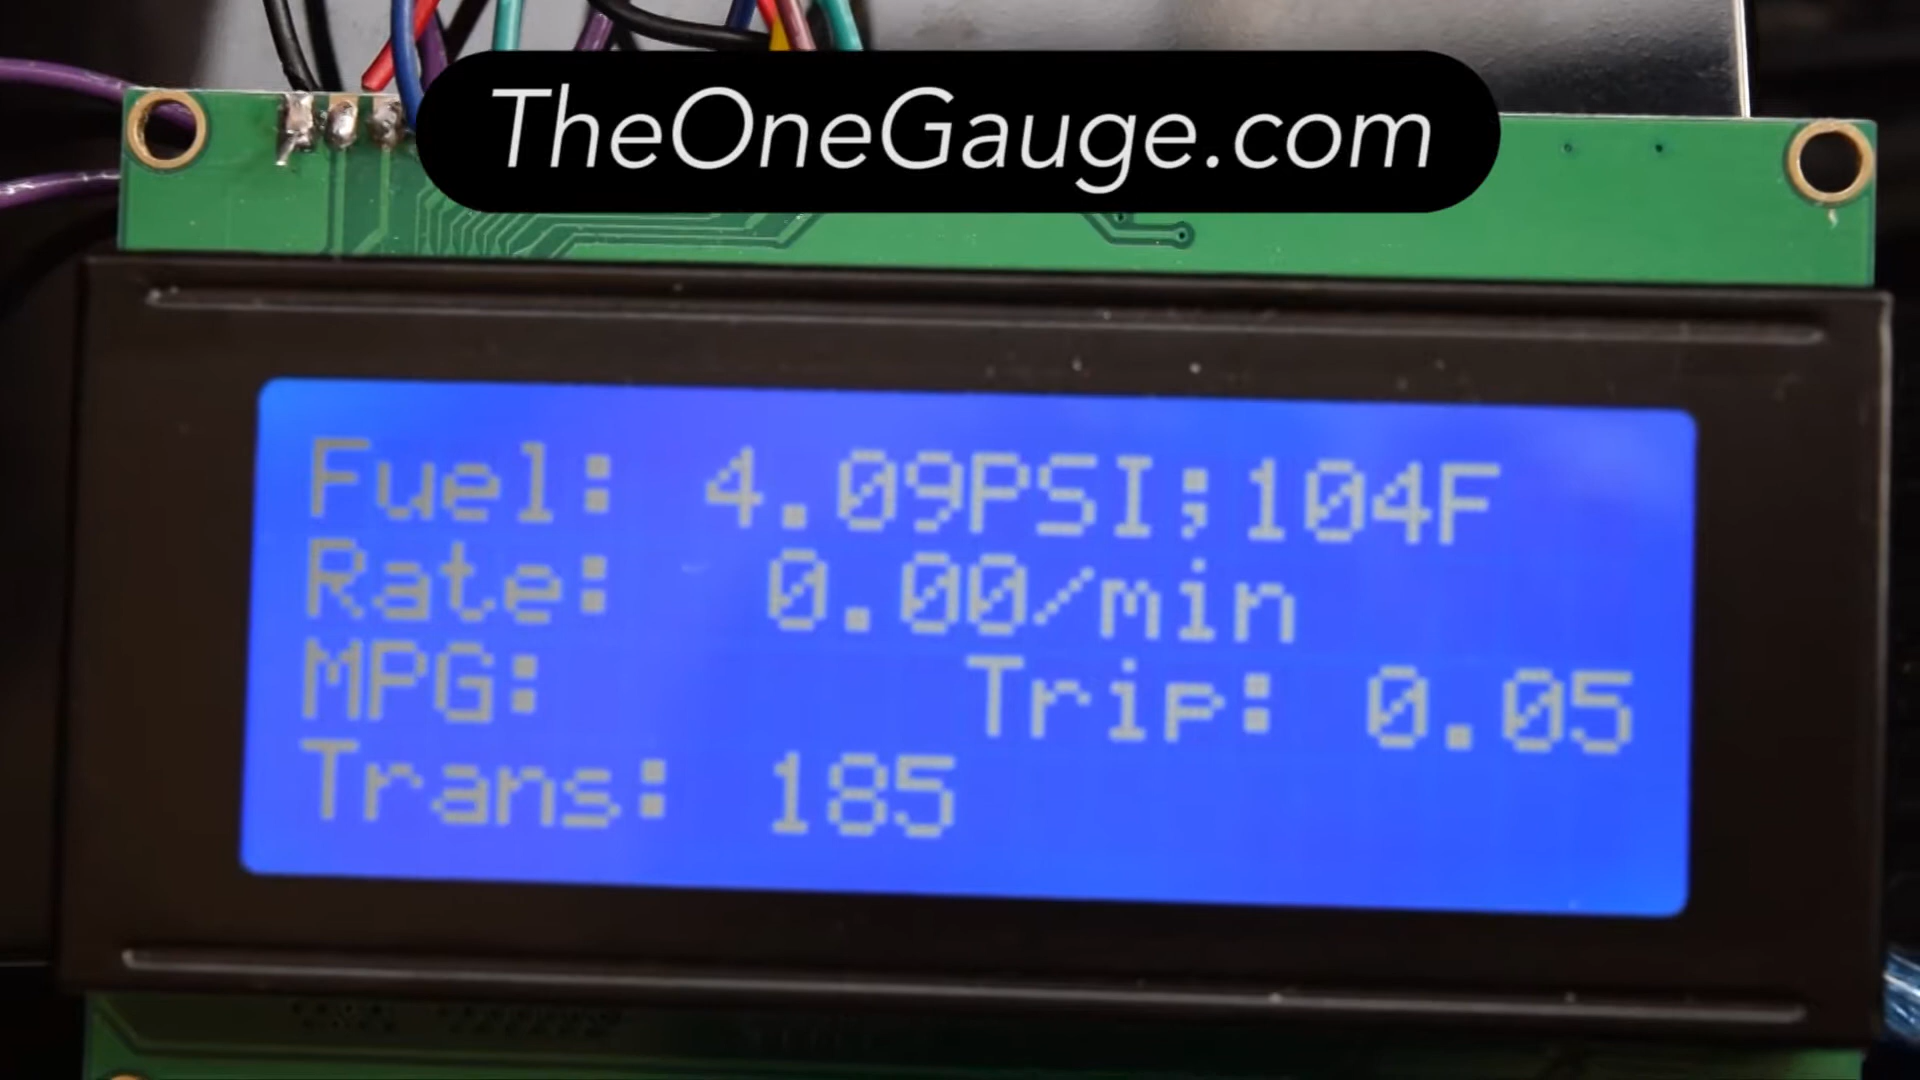 TheOneGauge.com
Fuel: 4.09PSI;104F
Rate: 0.00/min
MPG: Trip: 0.05
Trans: 185